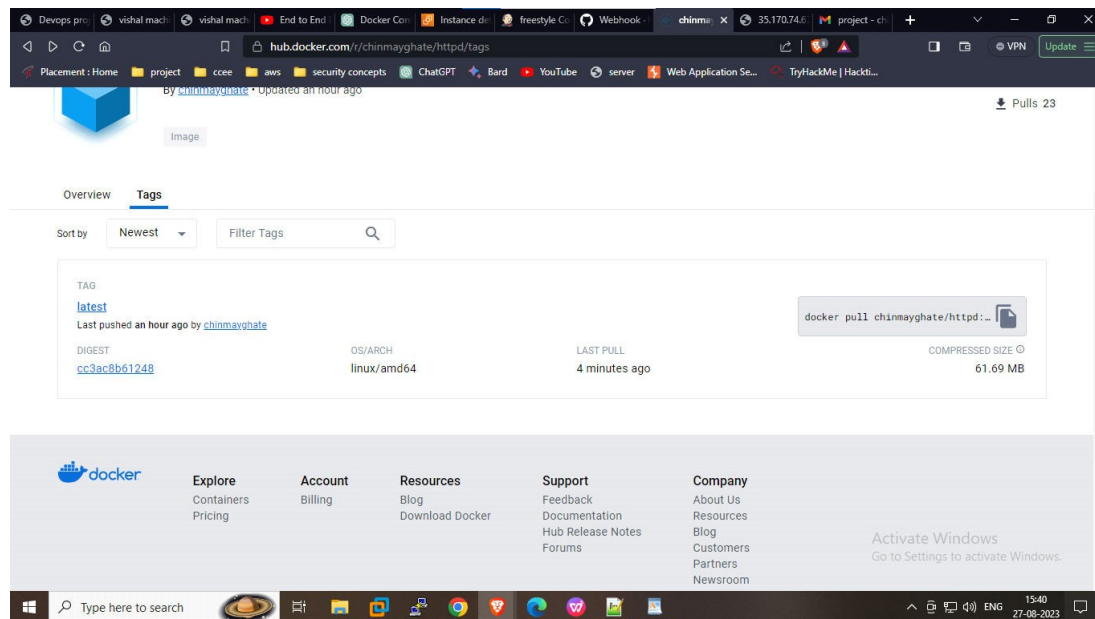 Devops pro vishal mach vishal mach End to End Docker Con Instance de freestyle Co Webhook - chinmay 35.170.74.6 project - ch
hub.docker.com/r/chinmayghate/httpd/tags VPN Update
Placement : Home project ccee aws security concepts ChatGPT Bard YouTube server Web Application Se... TryHackMe | Hackti...
By chinmayghate • Updated an hour ago
Pulls 23
Image
Overview Tags
Sort by Newest Filter Tags
TAG
latest
Last pushed an hour ago by chinmayghate
docker pull chinmayghate/httpd:…
DIGEST OS/ARCH LAST PULL COMPRESSED SIZE
cc3ac8b61248 linux/amd64 4 minutes ago 61.69 MB
docker
Explore Account Resources Support Company
Containers Billing Blog Feedback About Us
Pricing Download Docker Documentation Resources
Hub Release Notes Blog
Forums Customers
Partners
Newsroom
Activate Windows
Go to Settings to activate Windows.
Type here to search ENG 15:40
27-08-2023